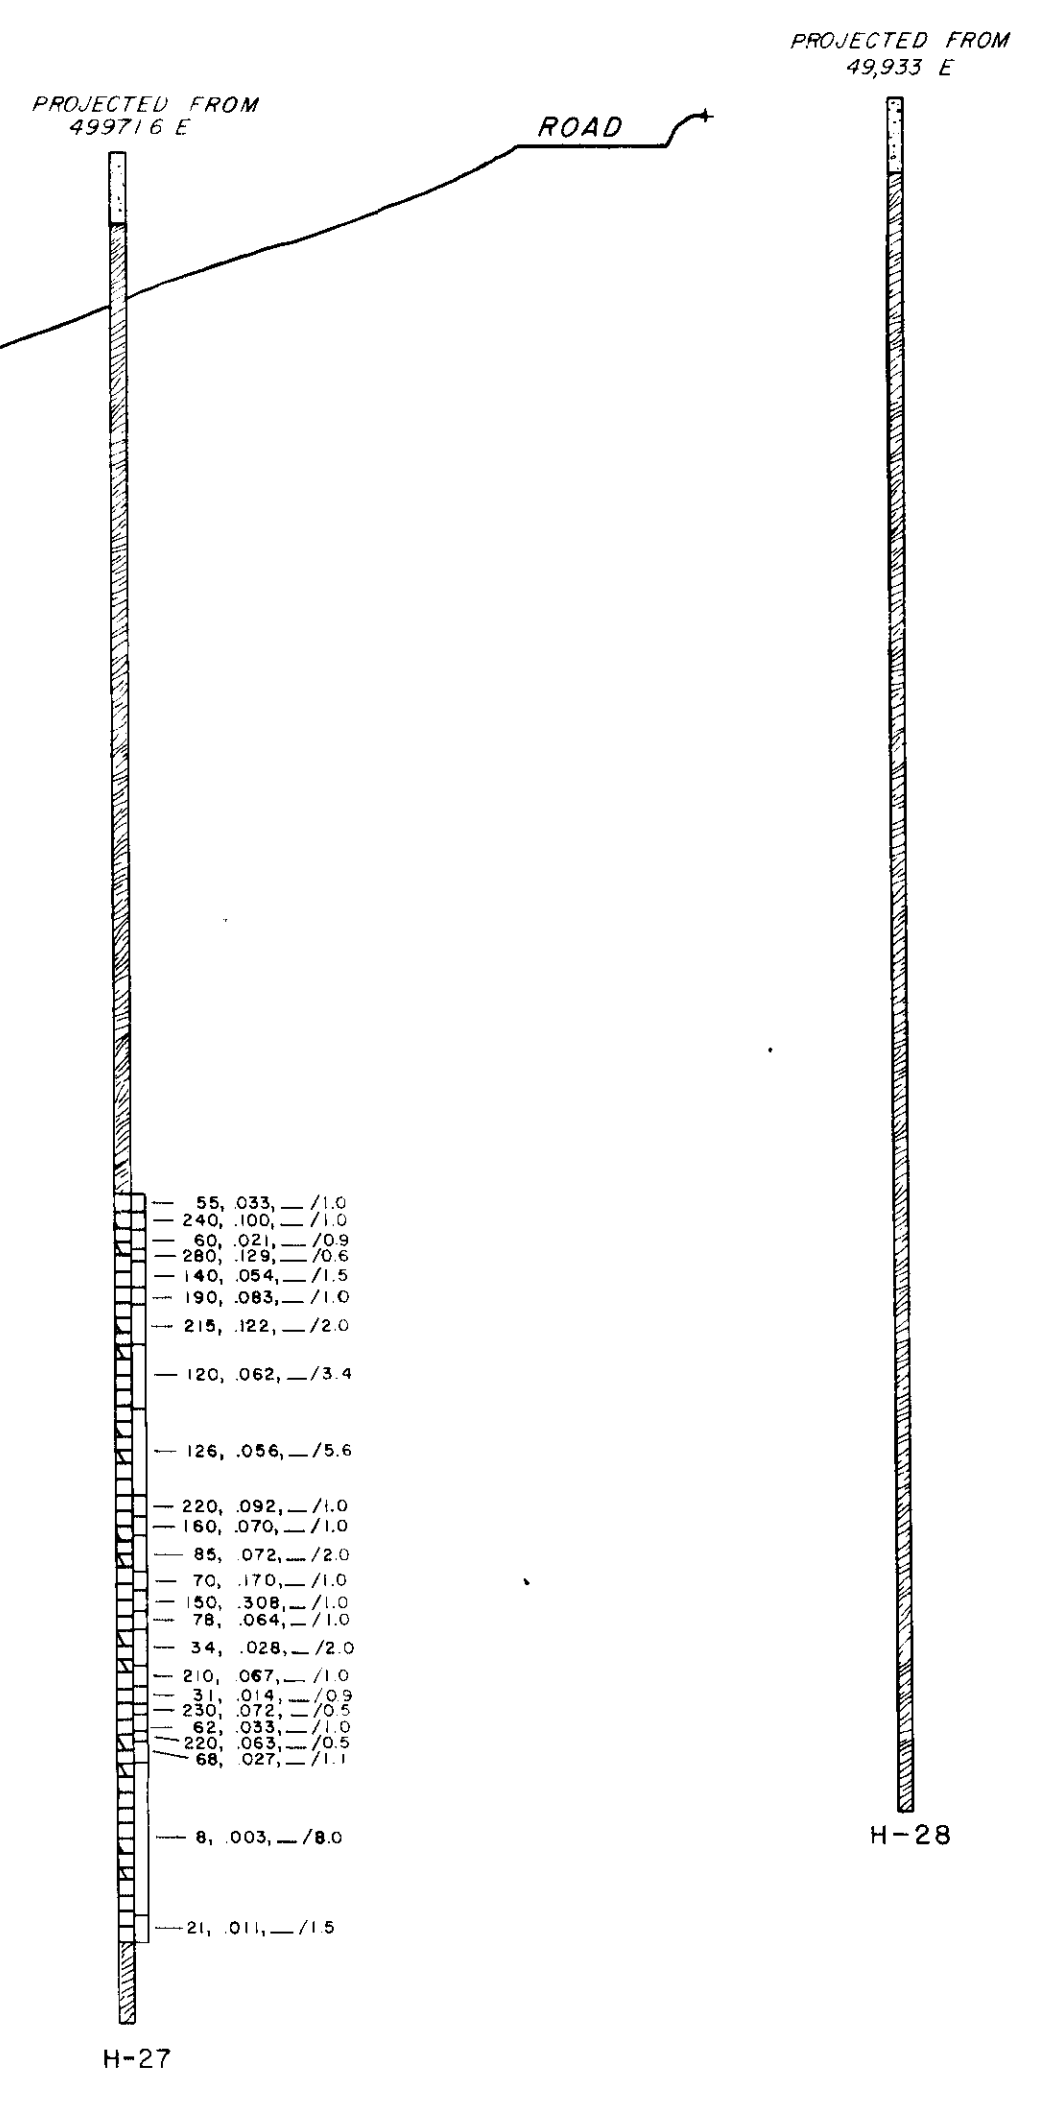 PROJECTED FROM
49,933 E
PROJECTED FROM
499716 E
ROAD
55, .033, __ /1.0
240, .100, __ /1.0
60, .021, __ /0.9
280, .129, __ /0.6
140, .054, __ /1.5
190, .083, __ /1.0
215, .122, __ /2.0
120, .062, __ /3.4
126, .056, __ /5.6
220, .092, __ /1.0
160, .070, __ /1.0
85, .072, __ /2.0
70, .170, __ /1.0
150, .308, __ /1.0
78, .064, __ /1.0
34, .028, __ /2.0
210, .067, __ /1.0
31, .014, __ /0.9
230, .072, __ /0.5
62, .033, __ /1.0
220, .063, __ /0.5
68, .027, __ /1.1
8, .003, __ /8.0
21, .011, __ /1.5
H-28
H-27